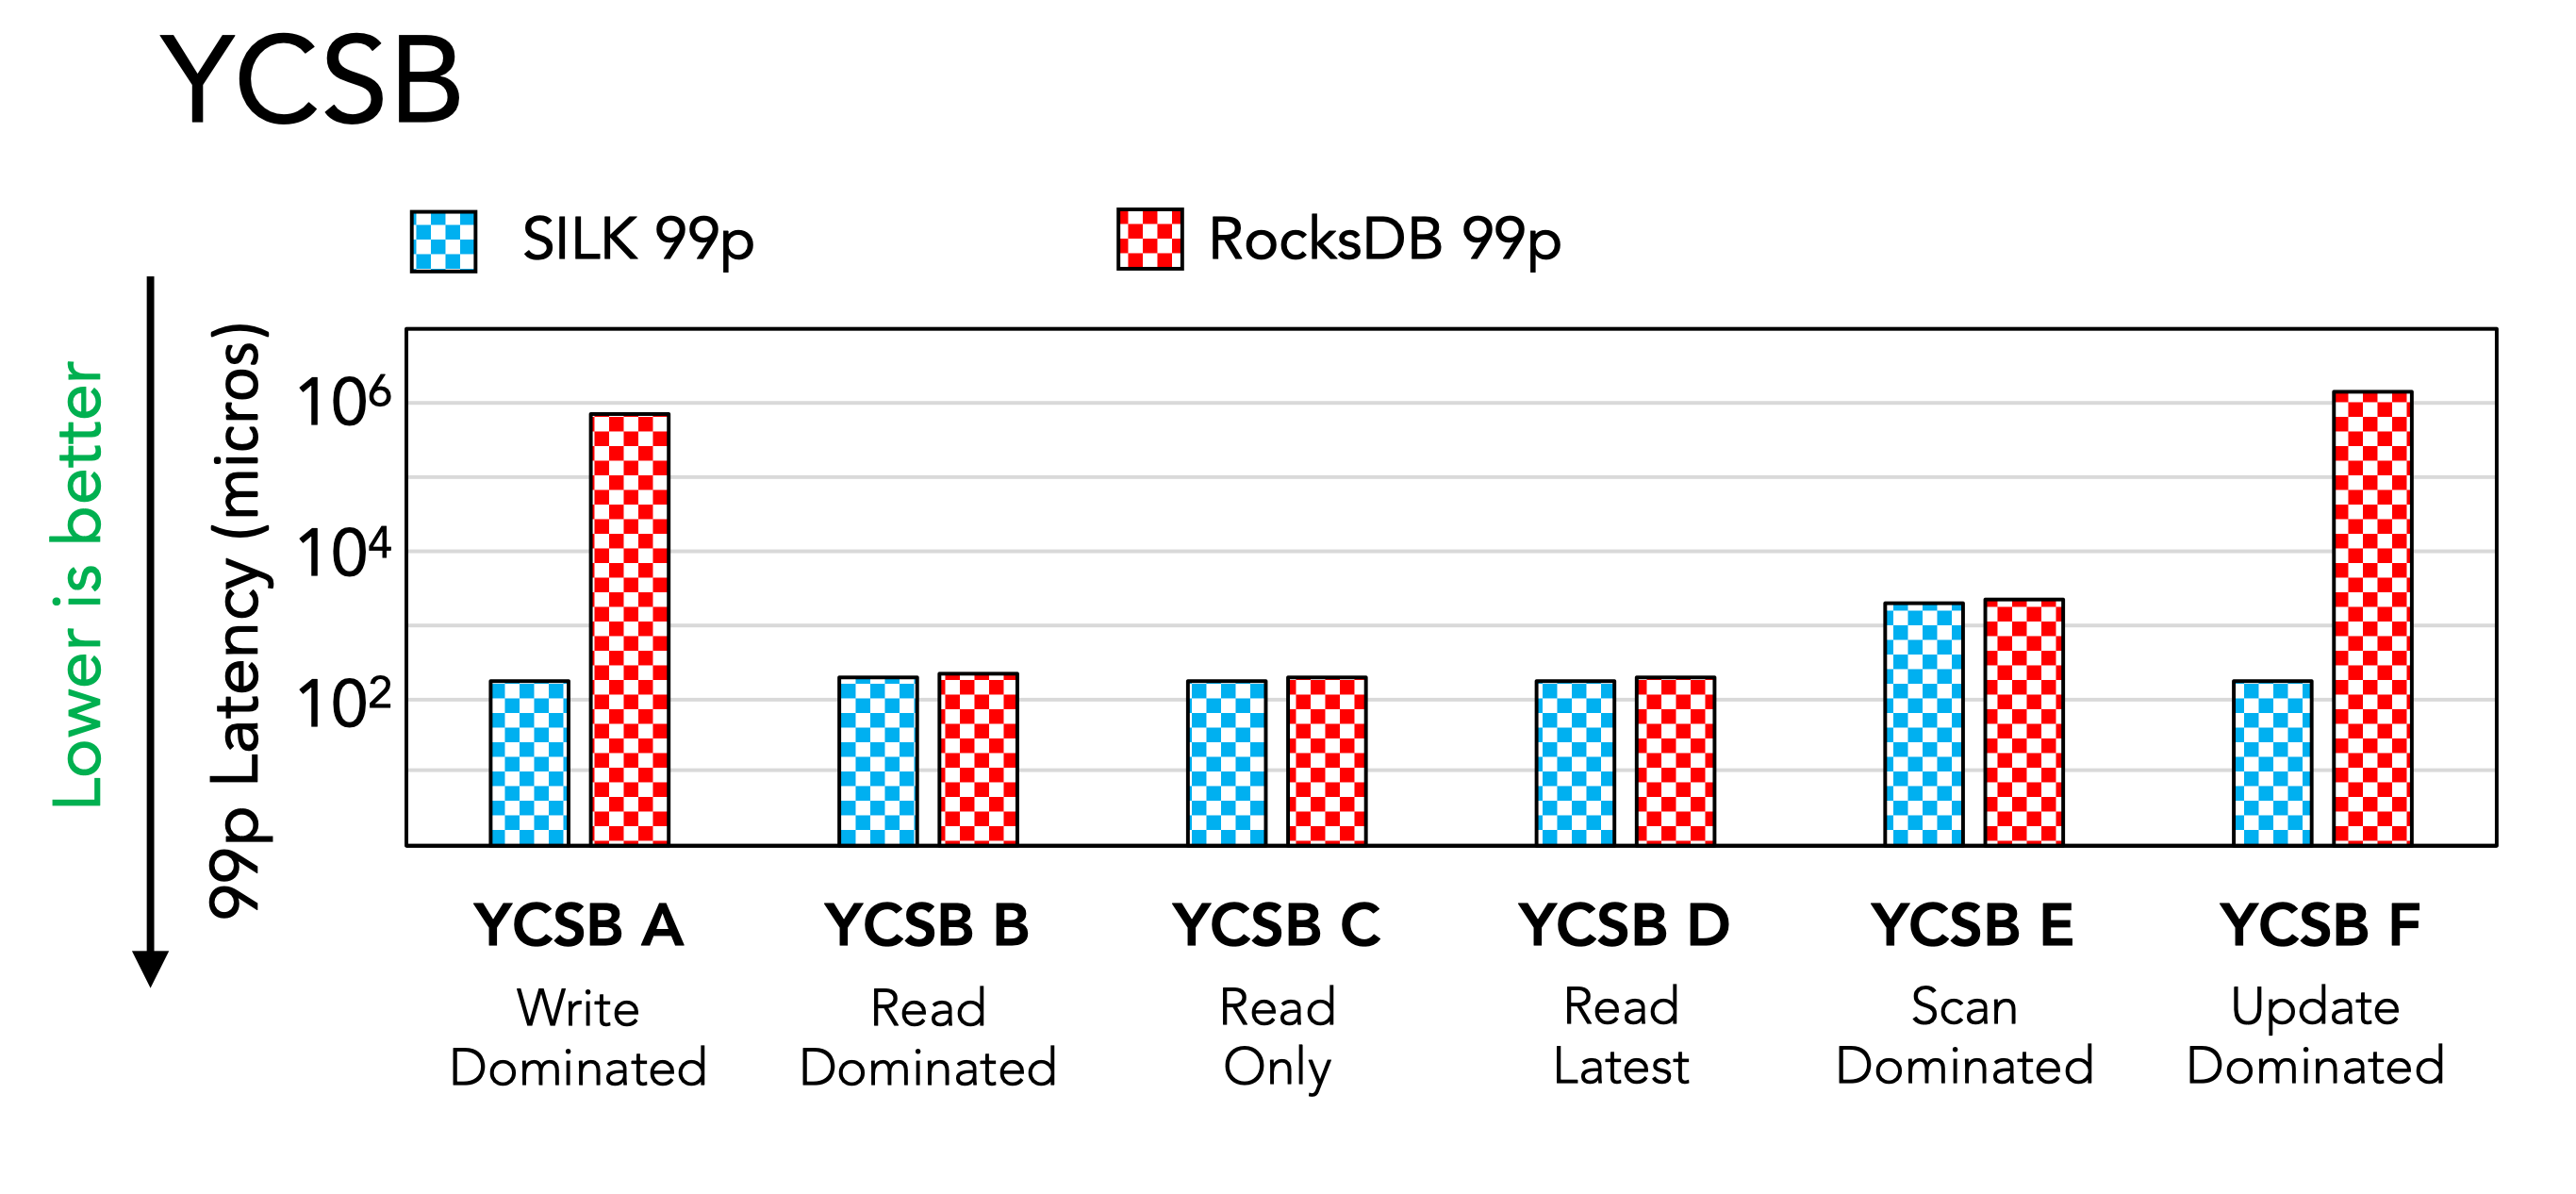 YCSB
SILK 99p
RocksDB 99p
Lower is better
99p Latency (micros)
10⁶
10⁴
10²
YCSB A
YCSB B
YCSB C
YCSB D
YCSB E
YCSB F
Write
Dominated
Read
Dominated
Read
Only
Read
Latest
Scan
Dominated
Update
Dominated